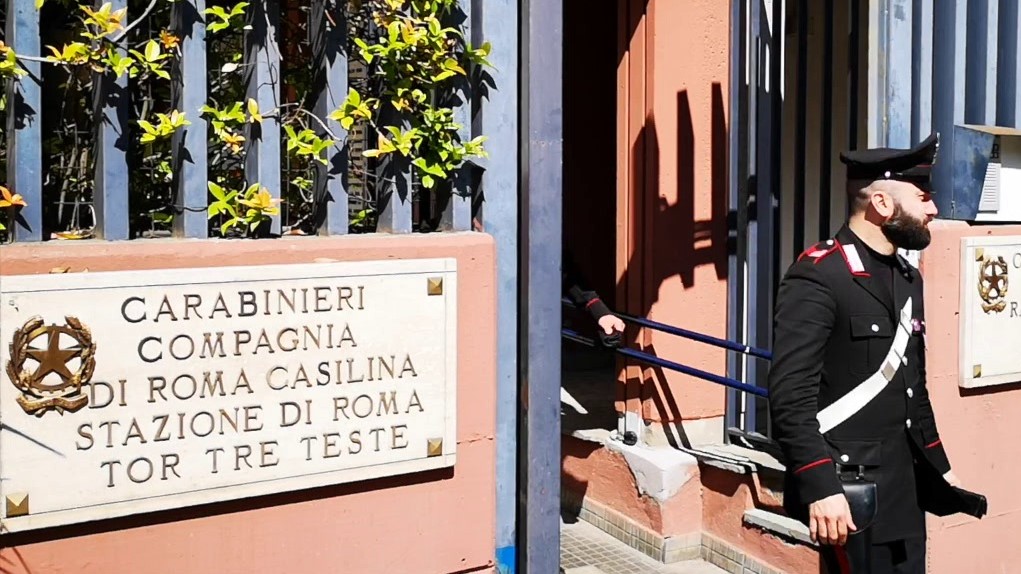 CARABINIERI
COMPAGNIA
DI ROMA CASILINA
STAZIONE DI ROMA
TOR TRE TESTE